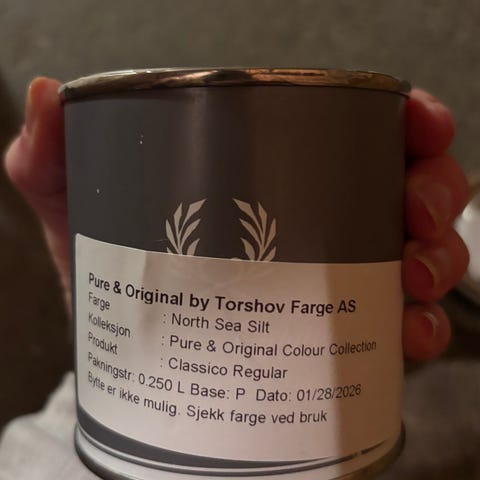 Pure & Original by Torshov Farge AS
Farge : North Sea Silt
Kolleksjon : Pure & Original Colour Collection
Produkt : Classico Regular
Pakningstr: 0.250 L Base: P Dato: 01/28/2026
Bytte er ikke mulig. Sjekk farge ved bruk